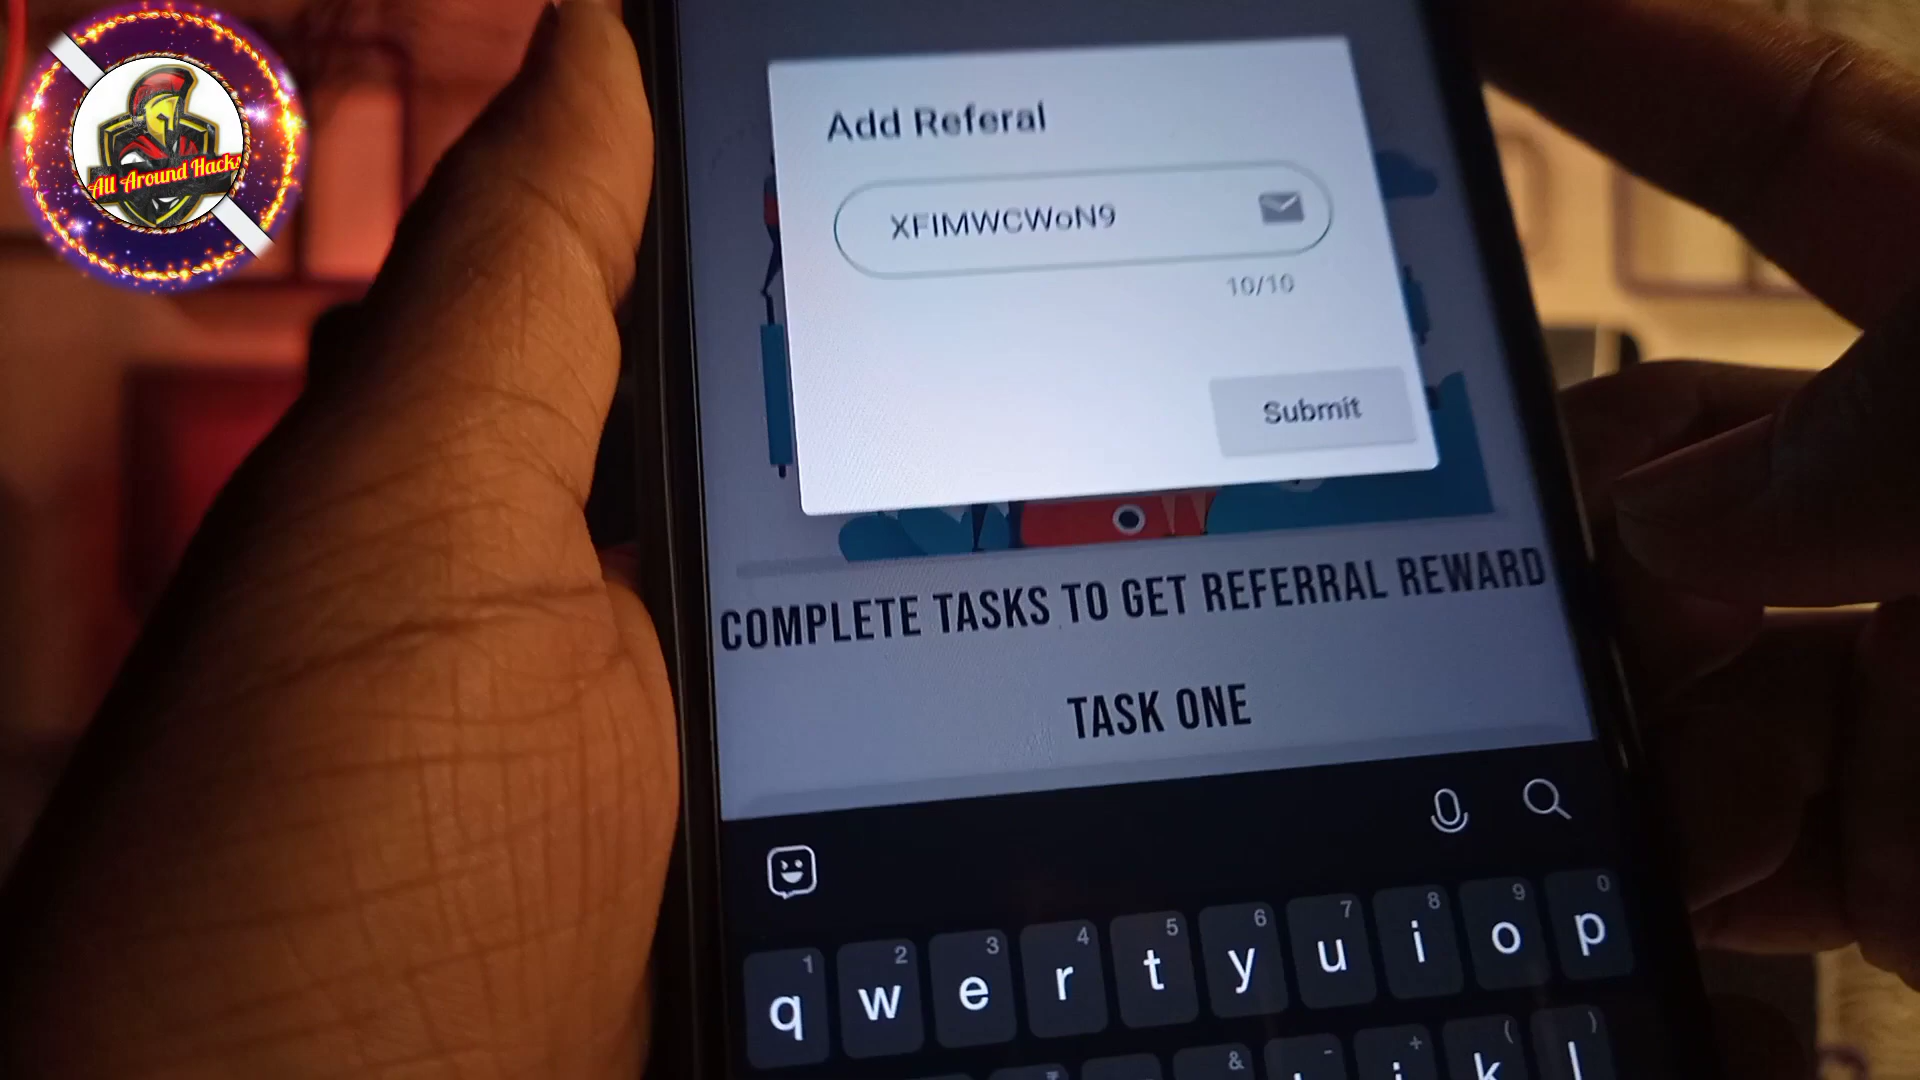 All Around Hacks
Add Referal
XFIMWCWoN9
10/10
Submit
COMPLETE TASKS TO GET REFERRAL REWARD
TASK ONE
1 2 3 4 5 6 7 8 9 0
q w e r t y u i o p
₹ & - + ( )
k l